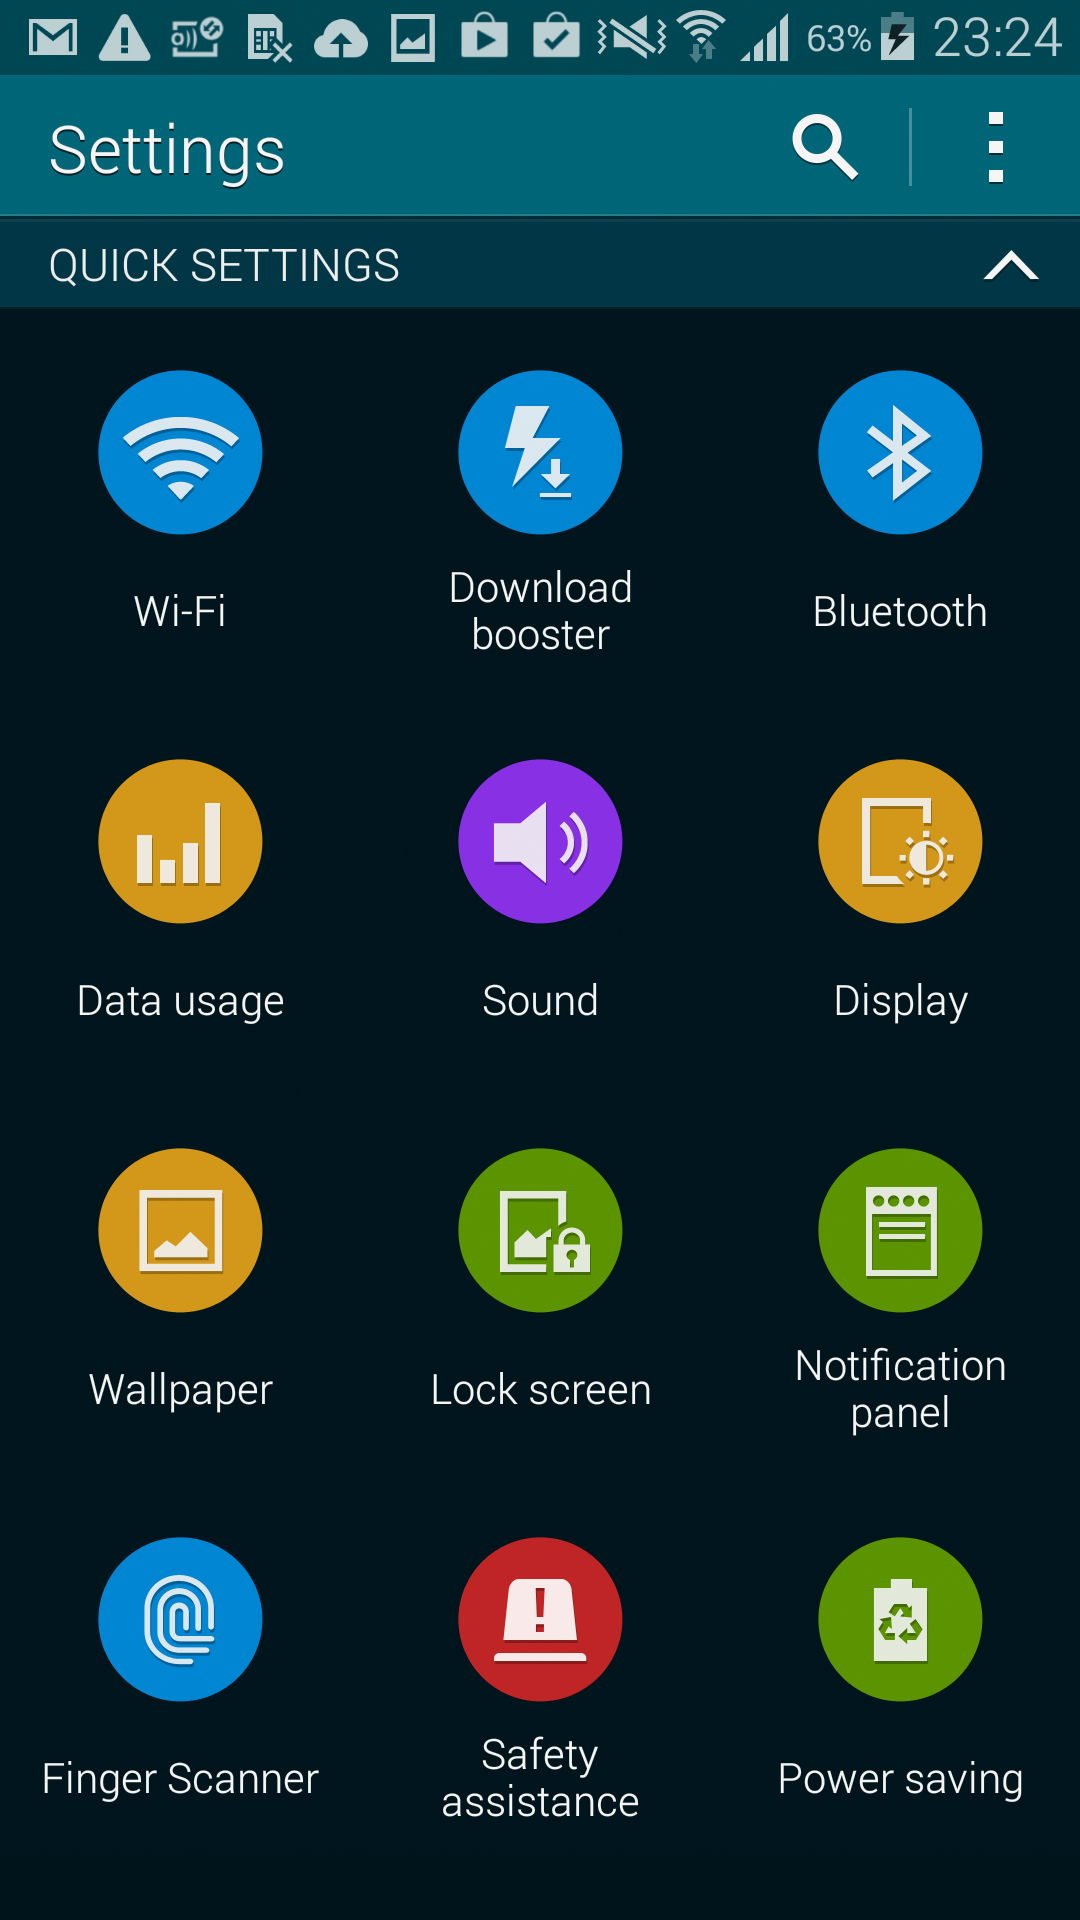 63% 23:24
Settings
QUICK SETTINGS
Wi-Fi
Download
booster
Bluetooth
Data usage
Sound
Display
Wallpaper
Lock screen
Notification
panel
Finger Scanner
Safety
assistance
Power saving